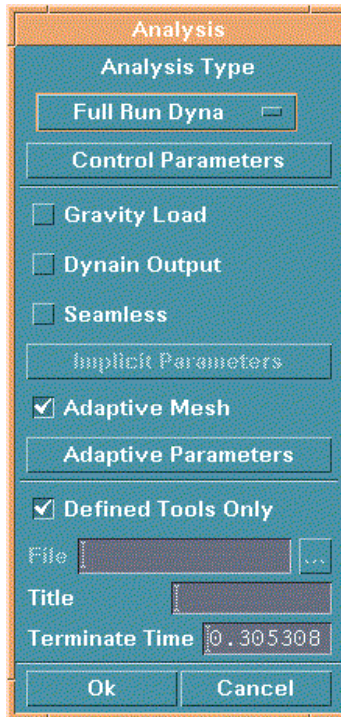 Analysis
Analysis Type
Full Run Dyna
Control Parameters
Gravity Load
Dynain Output
Seamless
Implicit Parameters
Adaptive Mesh
Adaptive Parameters
Defined Tools Only
File ...
Title
Terminate Time 0.305308
Ok Cancel